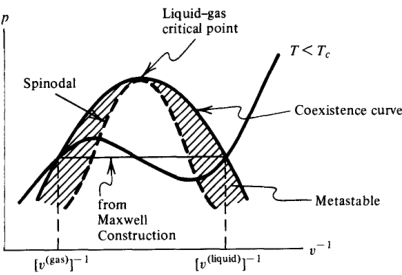 p
Liquid–gas
critical point
T < T_c
Spinodal
Coexistence curve
Metastable
from
Maxwell
Construction
[v^(gas)]^-1
[v^(liquid)]^-1
v^-1